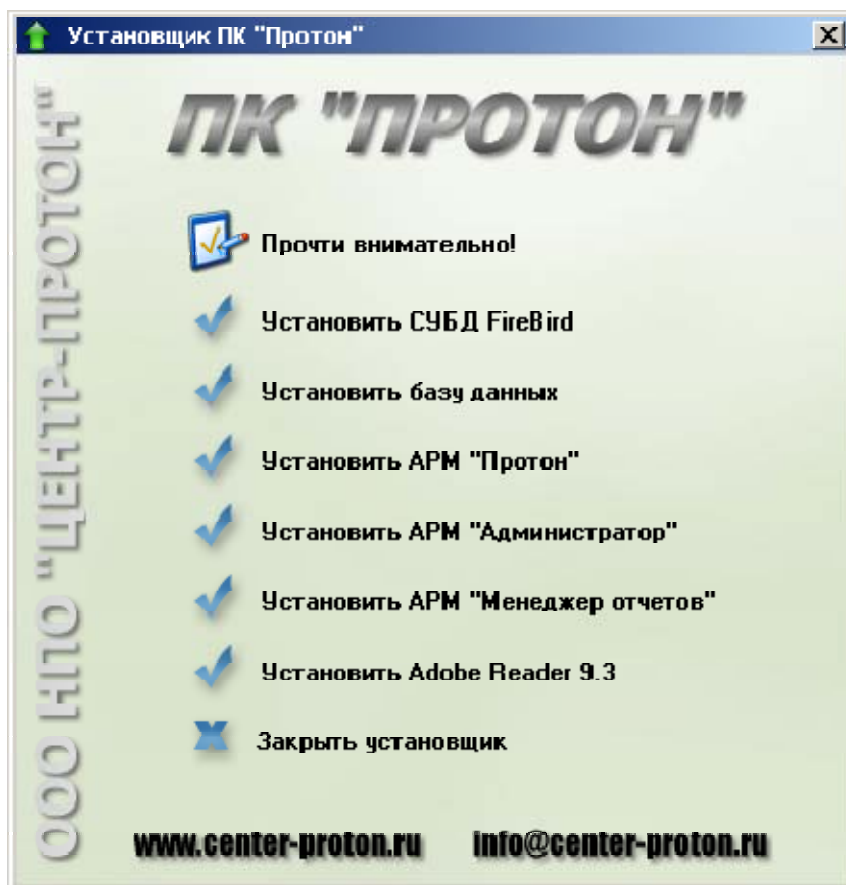 Установщик ПК "Протон"
ПК "ПРОТОН"
ООО НПО "ЦЕНТР-ПРОТОН"
Прочти внимательно!
Установить СУБД FireBird
Установить базу данных
Установить АРМ "Протон"
Установить АРМ "Администратор"
Установить АРМ "Менеджер отчетов"
Установить Adobe Reader 9.3
Закрыть установщик
www.center-proton.ru info@center-proton.ru